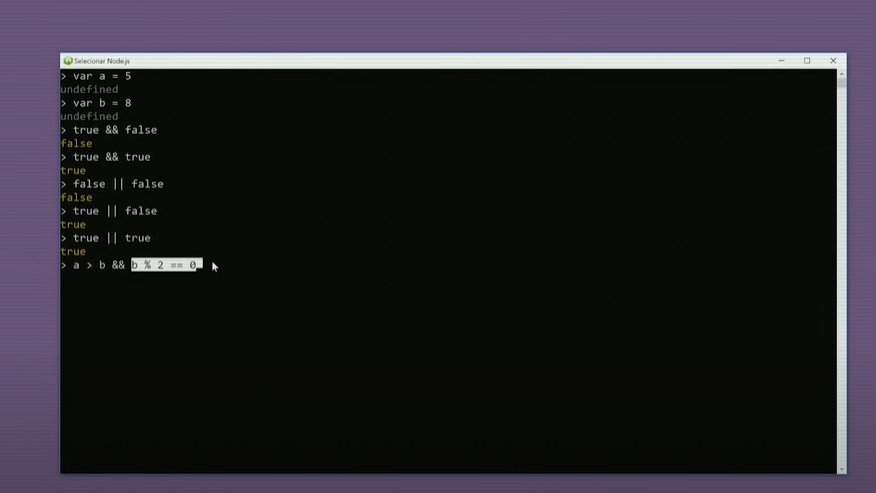 Selecionar Node.js
> var a = 5
undefined
> var b = 8
undefined
> true && false
false
> true && true
true
> false || false
false
> true || false
true
> true || true
true
> a > b && b % 2 == 0